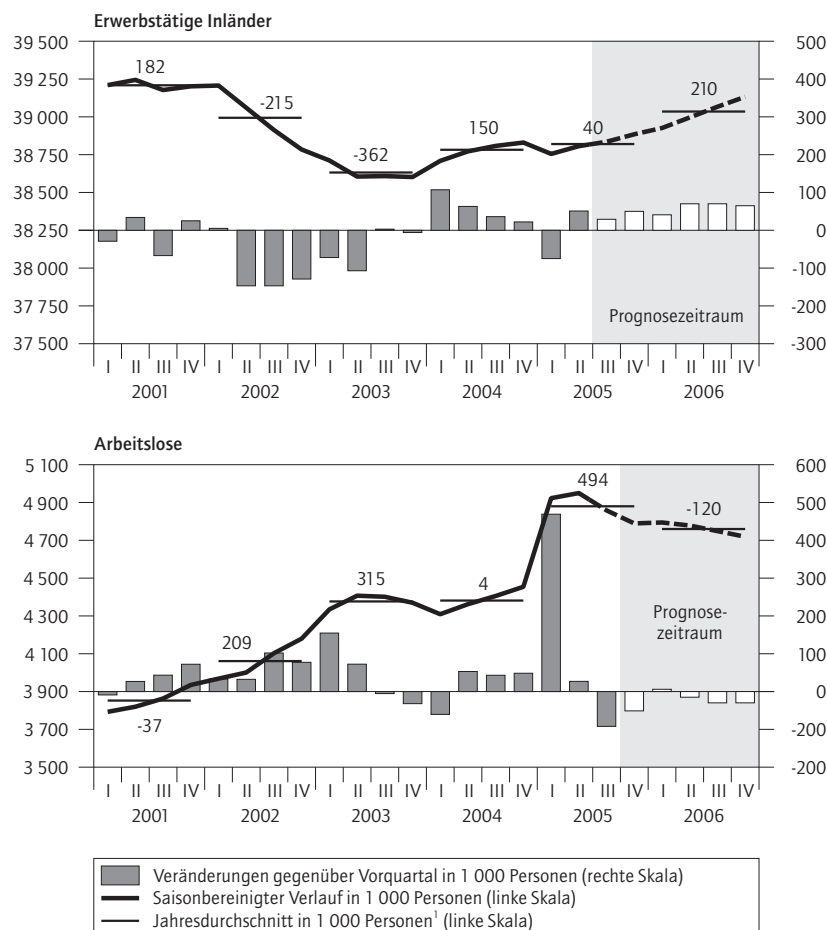 Erwerbstätige Inländer
39 500 500
39 250 400
39 000 300
38 750 200
38 500 100
38 250 0
38 000 -100
37 750 -200
37 500 -300
182
-215
-362
150
40
210
Prognosezeitraum
I II III IV I II III IV I II III IV I II III IV I II III IV I II III IV
2001 2002 2003 2004 2005 2006
Arbeitslose
5 100 600
4 900 500
4 700 400
4 500 300
4 300 200
4 100 100
3 900 0
3 700 -200
3 500 -200
-37
209
315
4
494
-120
Prognose-
zeitraum
I II III IV I II III IV I II III IV I II III IV I II III IV I II III IV
2001 2002 2003 2004 2005 2006
Veränderungen gegenüber Vorquartal in 1 000 Personen (rechte Skala)
Saisonbereinigter Verlauf in 1 000 Personen (linke Skala)
Jahresdurchschnitt in 1 000 Personen¹ (linke Skala)